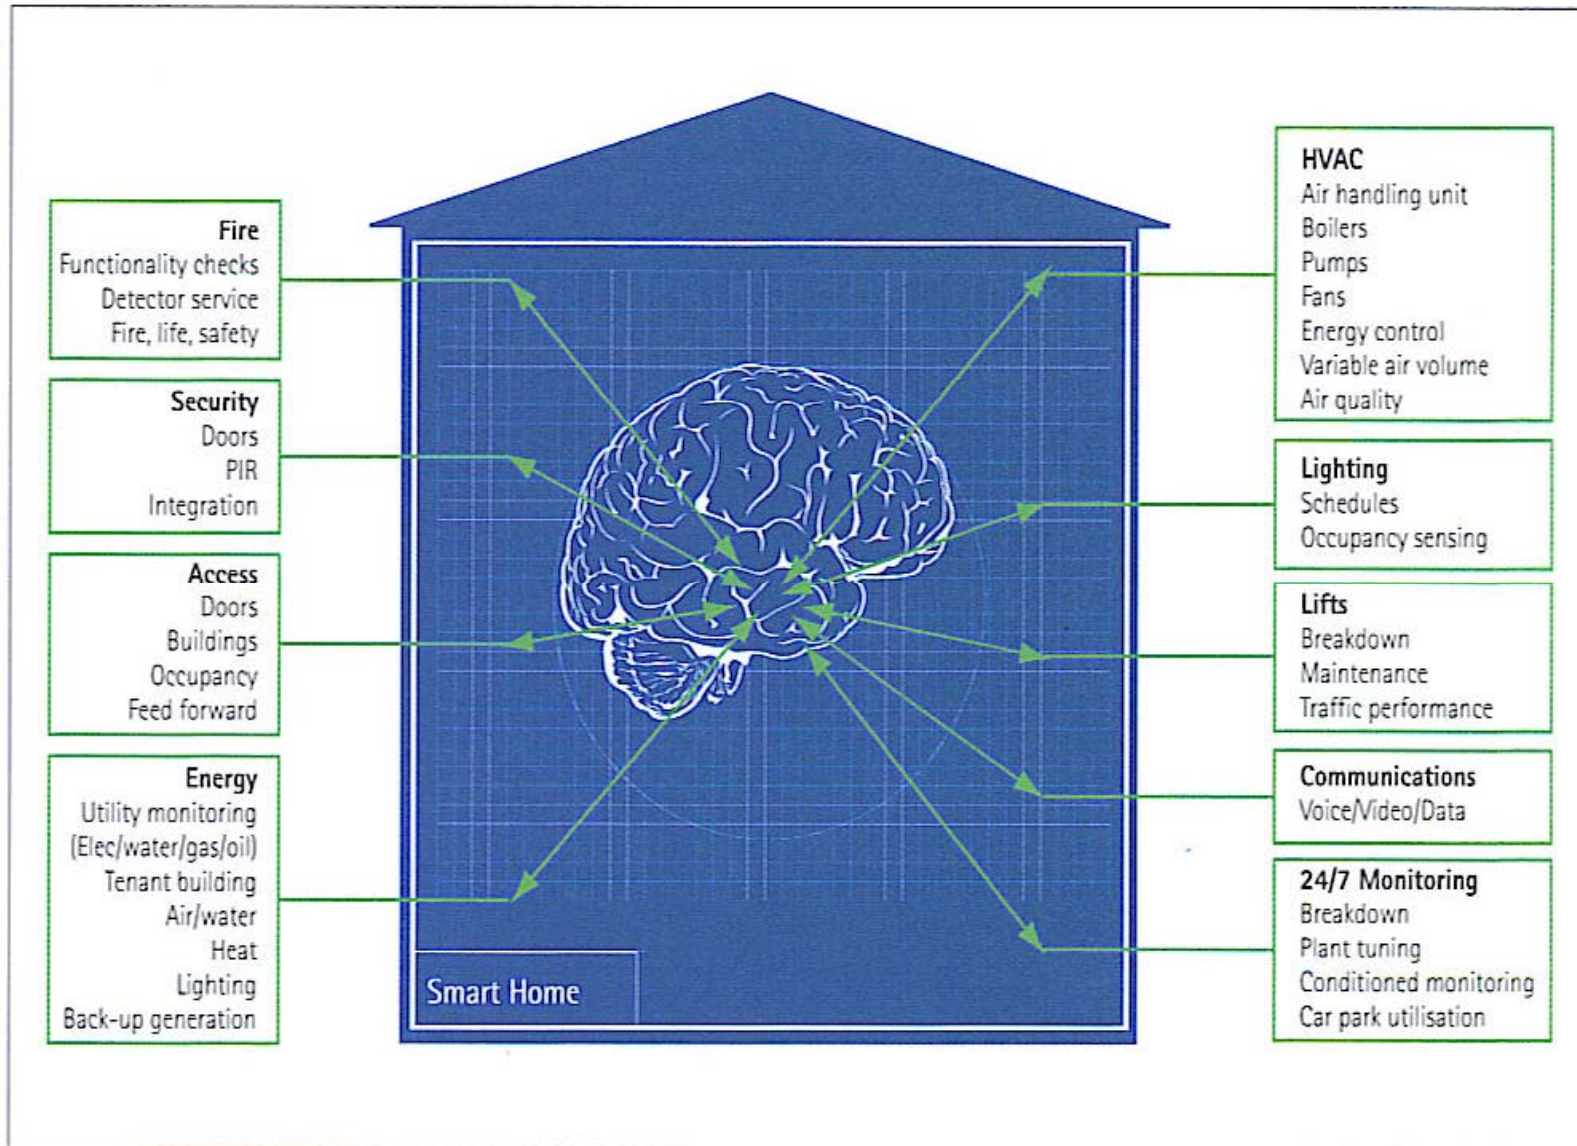 Fire
Functionality checks
Detector service
Fire, life, safety
Security
Doors
PIR
Integration
Access
Doors
Buildings
Occupancy
Feed forward
Energy
Utility monitoring
(Elec/water/gas/oil)
Tenant building
Air/water
Heat
Lighting
Back-up generation
Smart Home
HVAC
Air handling unit
Boilers
Pumps
Fans
Energy control
Variable air volume
Air quality
Lighting
Schedules
Occupancy sensing
Lifts
Breakdown
Maintenance
Traffic performance
Communications
Voice/Video/Data
24/7 Monitoring
Breakdown
Plant tuning
Conditioned monitoring
Car park utilisation